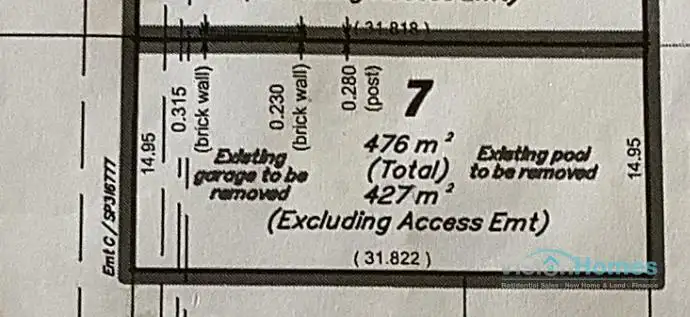 ( 31.818 )
14.95
0.315
(brick wall)
0.230
(brick wall)
0.280
(post)
7
476 m²
(Total)
427 m²
(Excluding Access Emt)
Existing
garage to be
removed
Existing pool
to be removed
14.95
( 31.822 )
Emt C / SP316777
VisionHomes
Residential Sales - New Home & Land - Finance